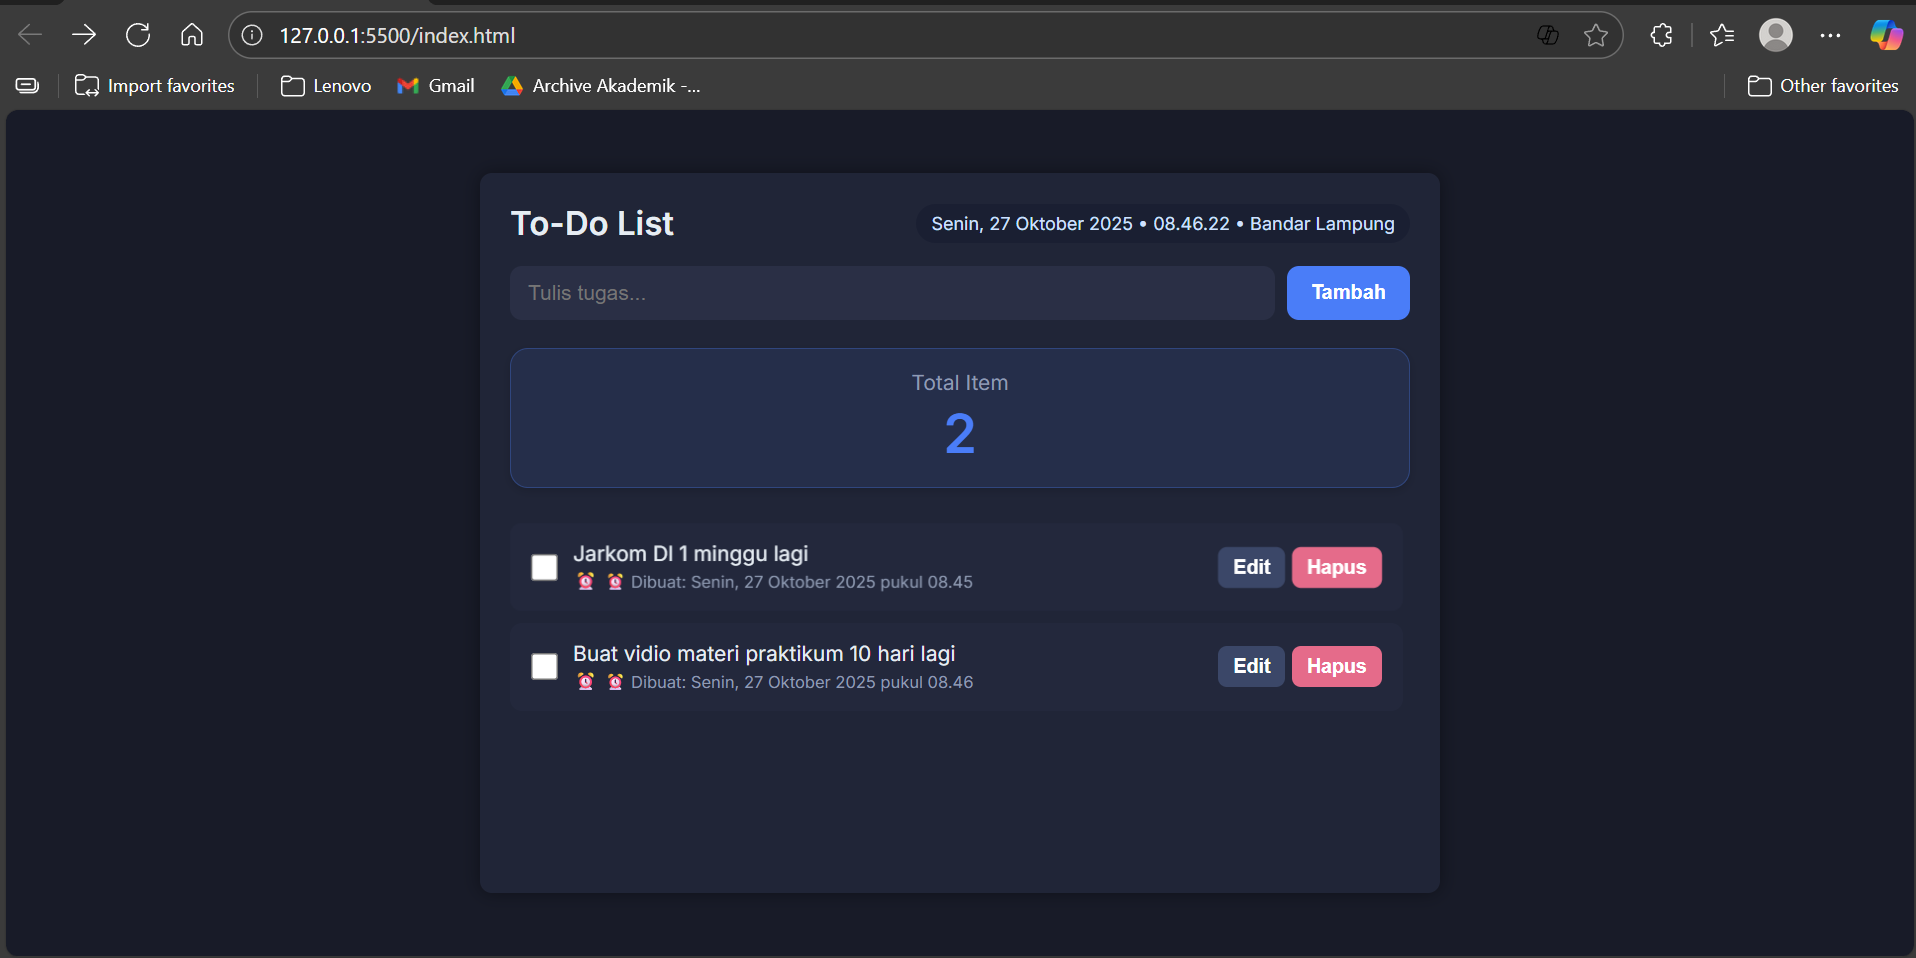 127.0.0.1:5500/index.html
Import favorites
Lenovo
Gmail
Archive Akademik -...
Other favorites
To-Do List
Senin, 27 Oktober 2025 • 08.46.22 • Bandar Lampung
Tulis tugas...
Tambah
Total Item
2
Jarkom DI 1 minggu lagi
⏰ ⏰ Dibuat: Senin, 27 Oktober 2025 pukul 08.45
Edit
Hapus
Buat vidio materi praktikum 10 hari lagi
⏰ ⏰ Dibuat: Senin, 27 Oktober 2025 pukul 08.46
Edit
Hapus